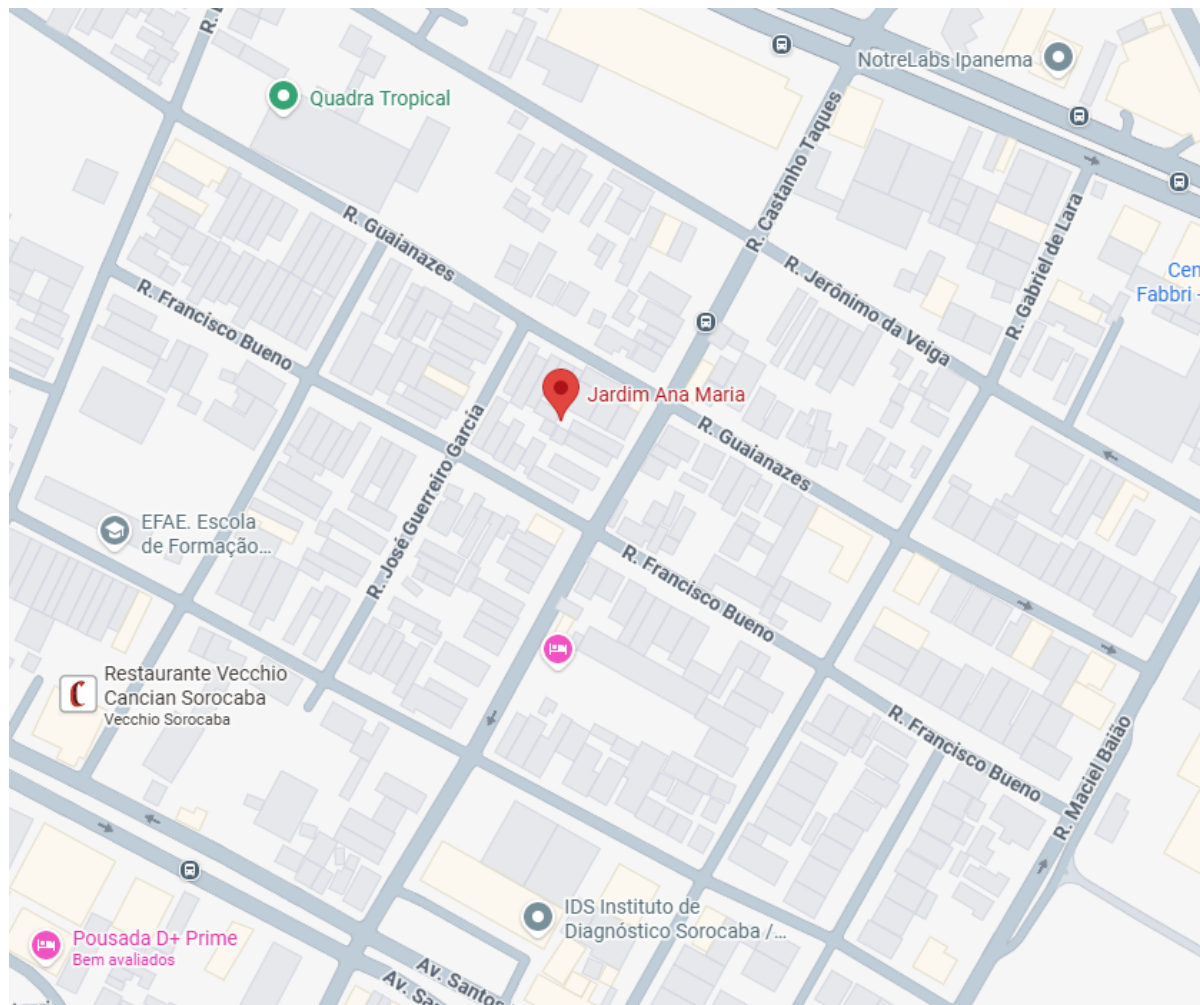 NotreLabs Ipanema
Quadra Tropical
R. Castanho Taques
R. Guaianazes
R. Gabriel de Lara
R. Jerônimo da Veiga
Cen
Fabbri -
R. Francisco Bueno
Jardim Ana Maria
R. Guaianazes
R. José Guerreiro Garcia
EFAE. Escola
de Formação...
R. Francisco Bueno
Restaurante Vecchio
Cancian Sorocaba
Vecchio Sorocaba
R. Francisco Bueno
R. Maciel Baião
IDS Instituto de
Diagnóstico Sorocaba /...
Pousada D+ Prime
Bem avaliados
Av. Santos
Av. Sa